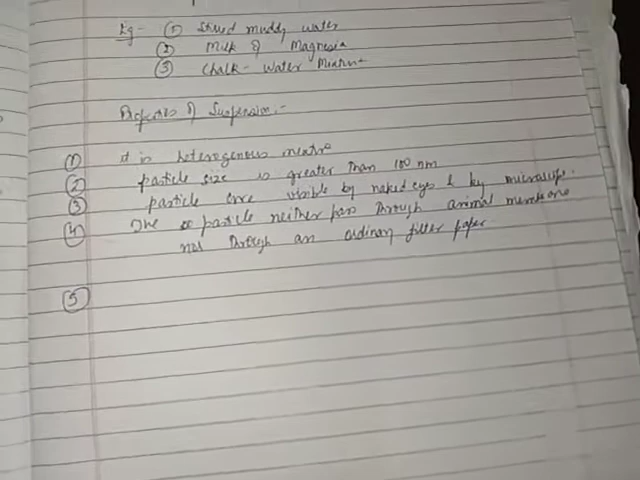 Eg- ① Stired muddy water
② Milk of Magnesia
③ Chalk-Water Mixture
Properties of Suspension:-
① it is heterogenous mixture
② particle size is greater than 100 nm
③ particle are visible by naked eyes & by microscope.
④ The particle neither pass through animal membrane
nor through an ordinary filter paper
⑤